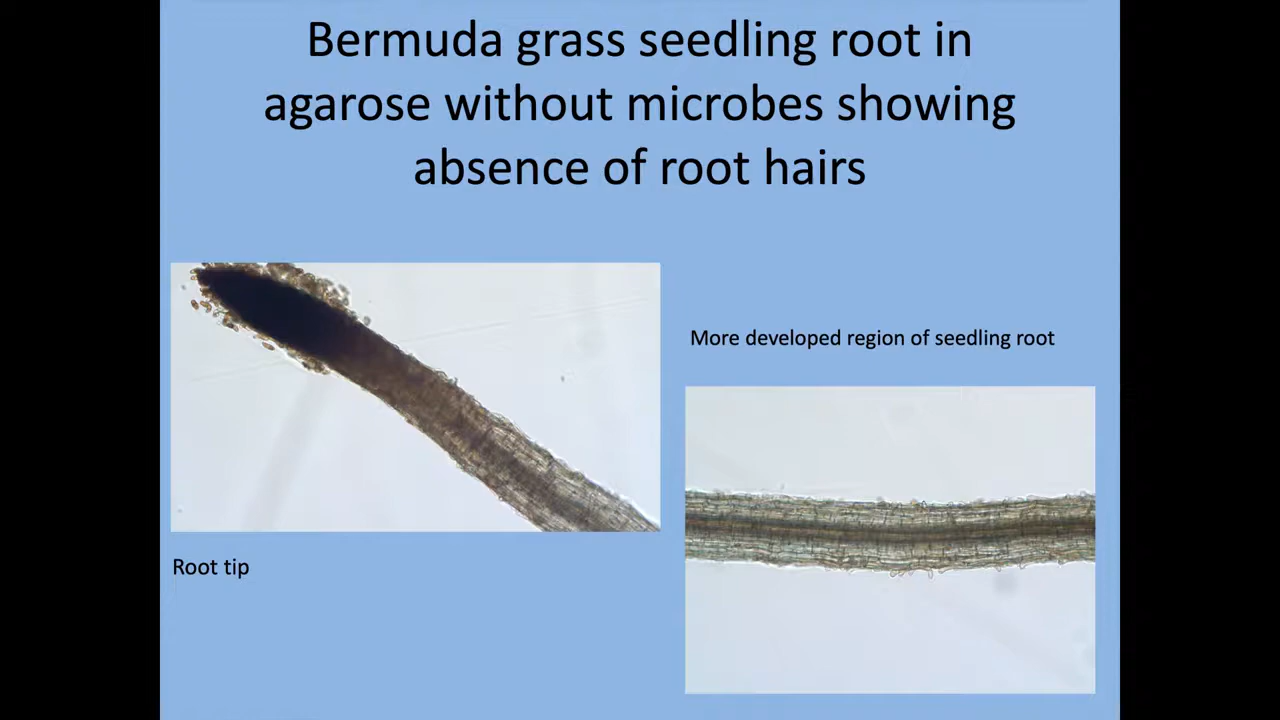 Bermuda grass seedling root in
agarose without microbes showing
absence of root hairs
More developed region of seedling root
Root tip